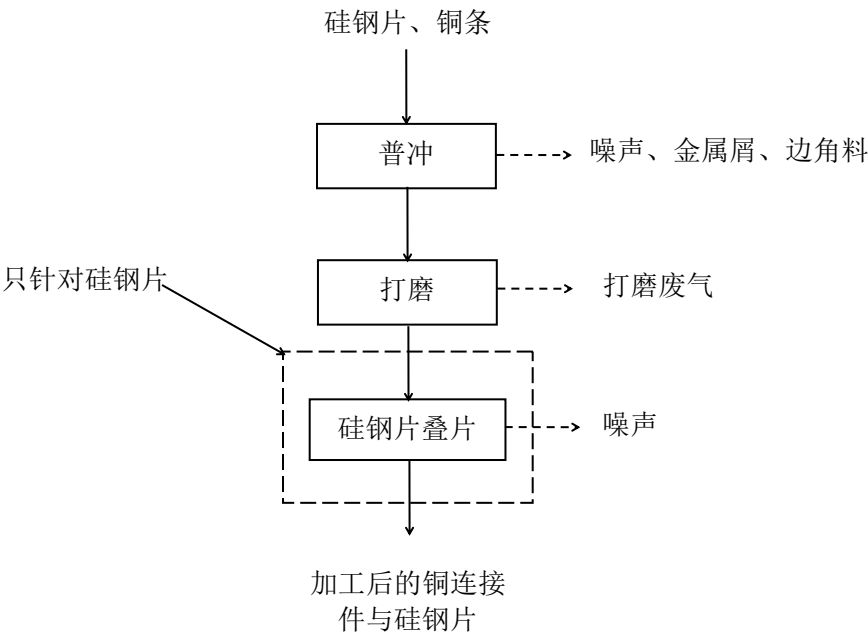 硅钢片、铜条
普冲
噪声、金属屑、边角料
只针对硅钢片
打磨
打磨废气
硅钢片叠片
噪声
加工后的铜连接
件与硅钢片